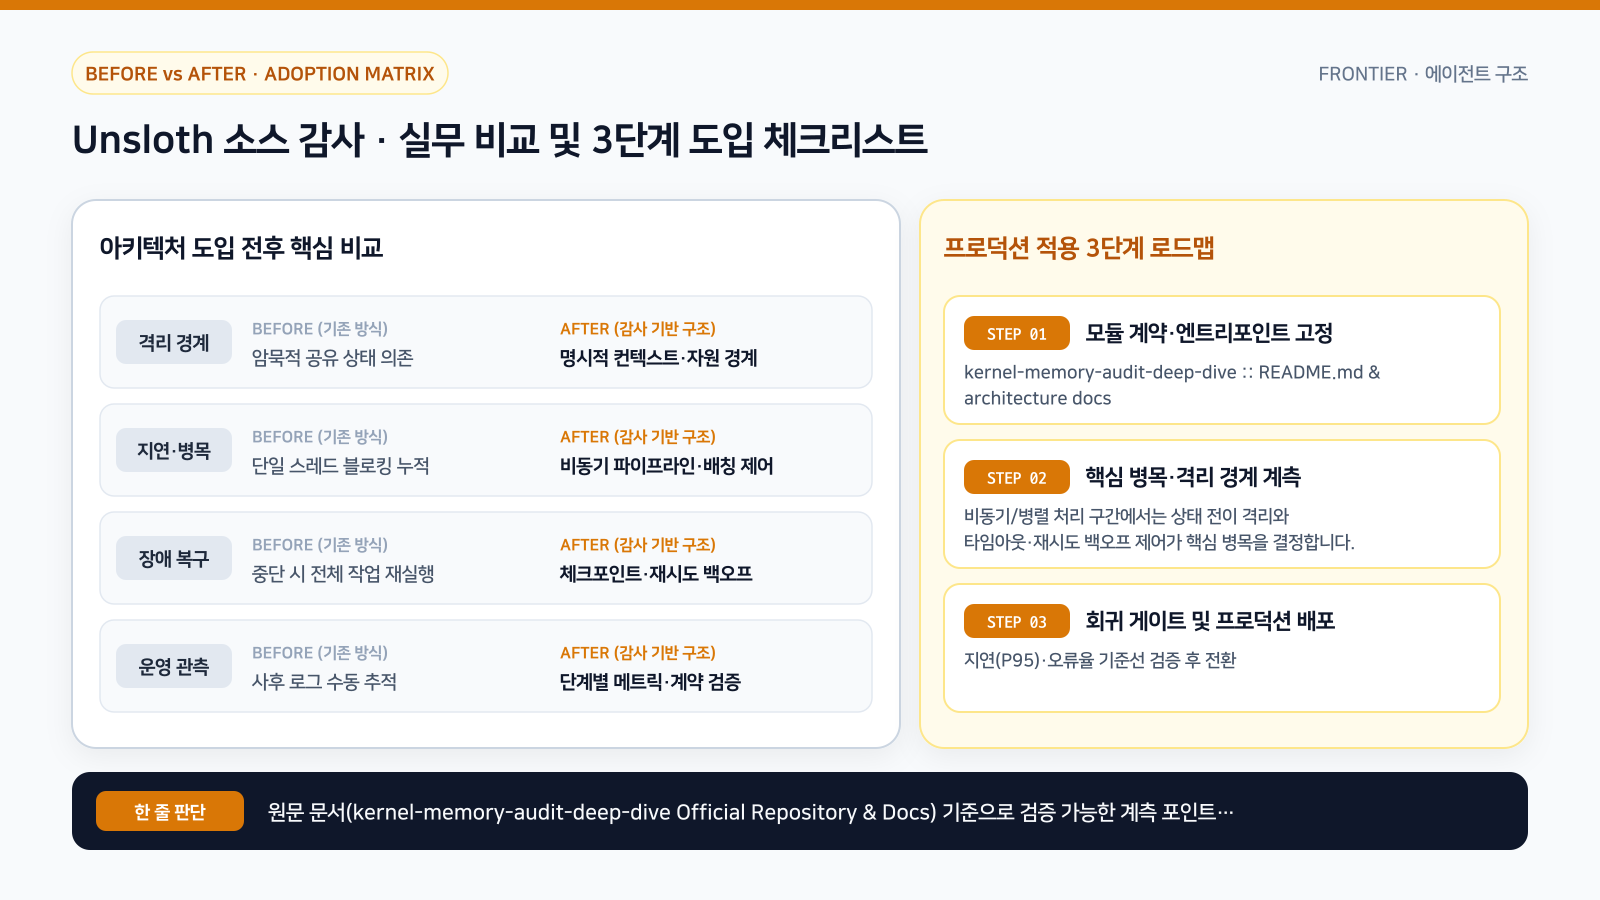 BEFORE vs AFTER · ADOPTION MATRIX
FRONTIER · 에이전트 구조
Unsloth 소스 감사 · 실무 비교 및 3단계 도입 체크리스트
아키텍처 도입 전후 핵심 비교
격리 경계
BEFORE (기존 방식)
암묵적 공유 상태 의존
AFTER (감사 기반 구조)
명시적 컨텍스트·자원 경계
지연·병목
BEFORE (기존 방식)
단일 스레드 블로킹 누적
AFTER (감사 기반 구조)
비동기 파이프라인·배칭 제어
장애 복구
BEFORE (기존 방식)
중단 시 전체 작업 재실행
AFTER (감사 기반 구조)
체크포인트·재시도 백오프
운영 관측
BEFORE (기존 방식)
사후 로그 수동 추적
AFTER (감사 기반 구조)
단계별 메트릭·계약 검증
프로덕션 적용 3단계 로드맵
STEP 01 모듈 계약·엔트리포인트 고정
kernel-memory-audit-deep-dive :: README.md &
architecture docs
STEP 02 핵심 병목·격리 경계 계측
비동기/병렬 처리 구간에서는 상태 전이 격리와
타임아웃·재시도 백오프 제어가 핵심 병목을 결정합니다.
STEP 03 회귀 게이트 및 프로덕션 배포
지연(P95)·오류율 기준선 검증 후 전환
한 줄 판단
원문 문서(kernel-memory-audit-deep-dive Official Repository & Docs) 기준으로 검증 가능한 계측 포인트…